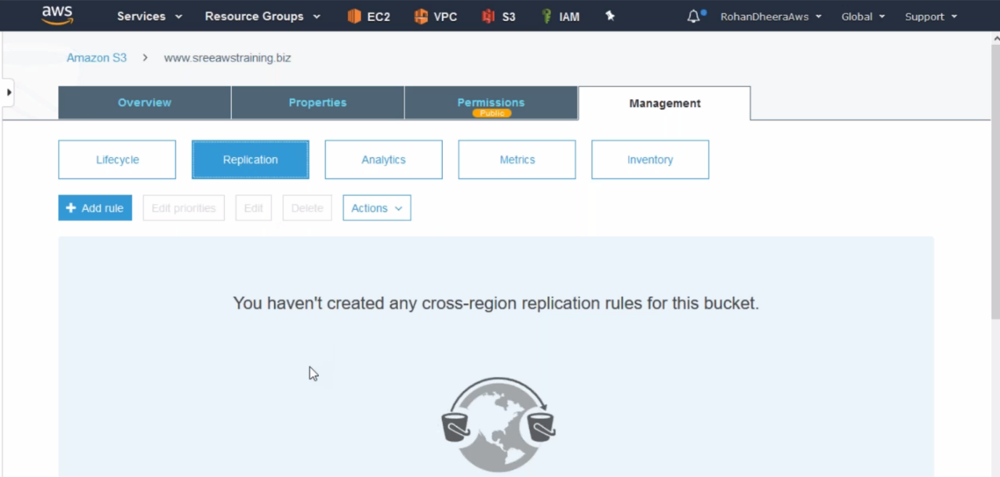 aws Services Resource Groups EC2 VPC S3 IAM RohanDheeraAws Global Support
Amazon S3 > www.sreeawstraining.biz
Overview Properties Permissions Management
Public
Lifecycle Replication Analytics Metrics Inventory
+ Add rule Edit priorities Edit Delete Actions
You haven't created any cross-region replication rules for this bucket.